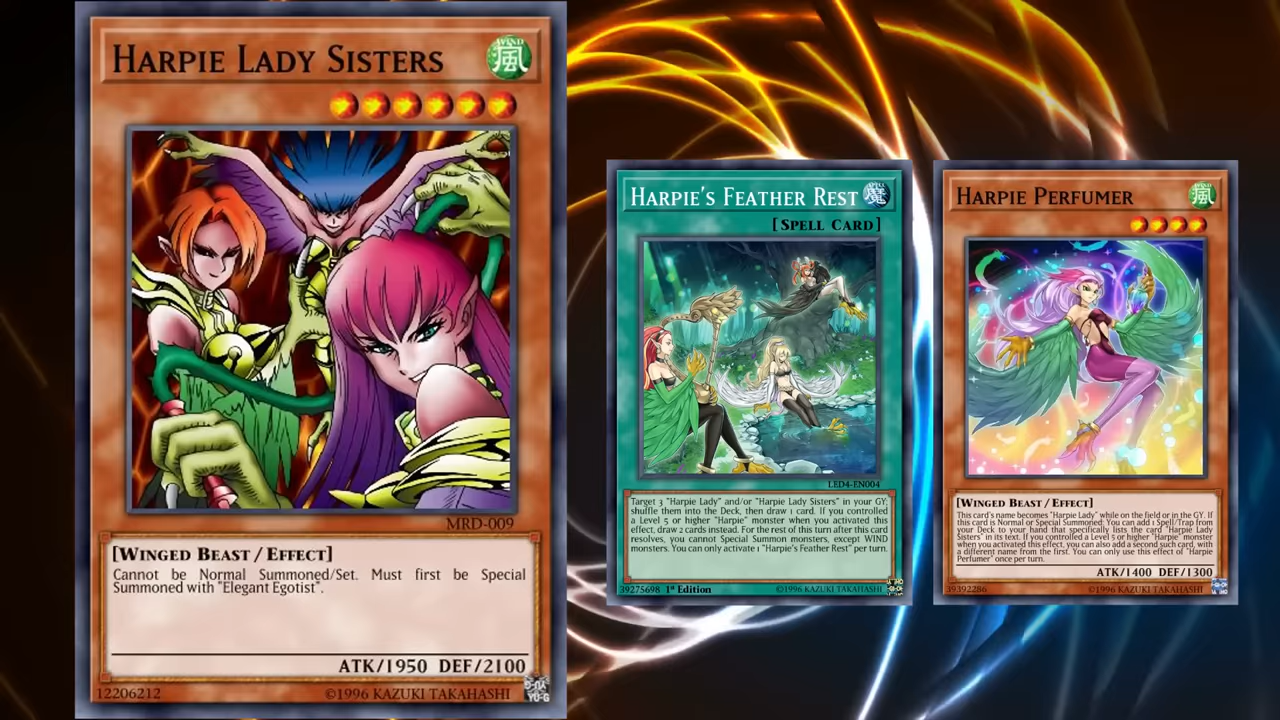 HARPIE LADY SISTERS
WIND
風
MRD-009
[WINGED BEAST / EFFECT]
Cannot be Normal Summoned/Set. Must first be Special
Summoned with "Elegant Egotist".
ATK/1950 DEF/2100
12206212
©1996 KAZUKI TAKAHASHI
HARPIE'S FEATHER REST
魔
[SPELL CARD]
LED4-EN004
Target 3 "Harpie Lady" and/or "Harpie Lady Sisters" in your GY;
shuffle them into the Deck, then draw 1 card. If you controlled
a Level 5 or higher "Harpie" monster when you activated this
effect, draw 2 cards instead. For the rest of this turn after this card
resolves, you cannot Special Summon monsters, except WIND
monsters. You can only activate 1 "Harpie's Feather Rest" per turn.
39275698 1st Edition
©1996 KAZUKI TAKAHASHI
HARPIE PERFUMER
WIND
風
[WINGED BEAST / EFFECT]
This card's name becomes "Harpie Lady" while on the field or in the GY. If
this card is Normal or Special Summoned: You can add 1 Spell/Trap from
your Deck to your hand that specifically lists the card "Harpie Lady
Sisters" in its text. If you controlled a Level 5 or higher "Harpie" monster
when you activated this effect, you can also add a second such card, with
a different name from the first. You can only use this effect of "Harpie
Perfumer" once per turn.
ATK/1400 DEF/1300
39392286
©1996 KAZUKI TAKAHASHI